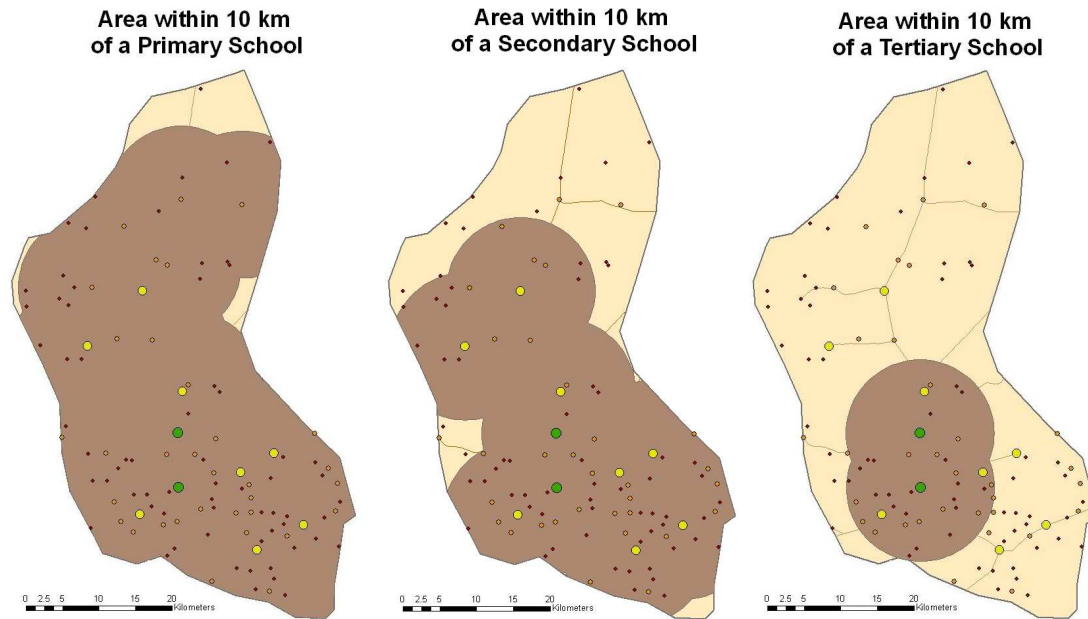 Area within 10 km
of a Primary School
Area within 10 km
of a Secondary School
Area within 10 km
of a Tertiary School
0 2.5 5 10 15 20
Kilometers
0 2.5 5 10 15 20
Kilometers
0 2.5 5 10 15 20
Kilometers